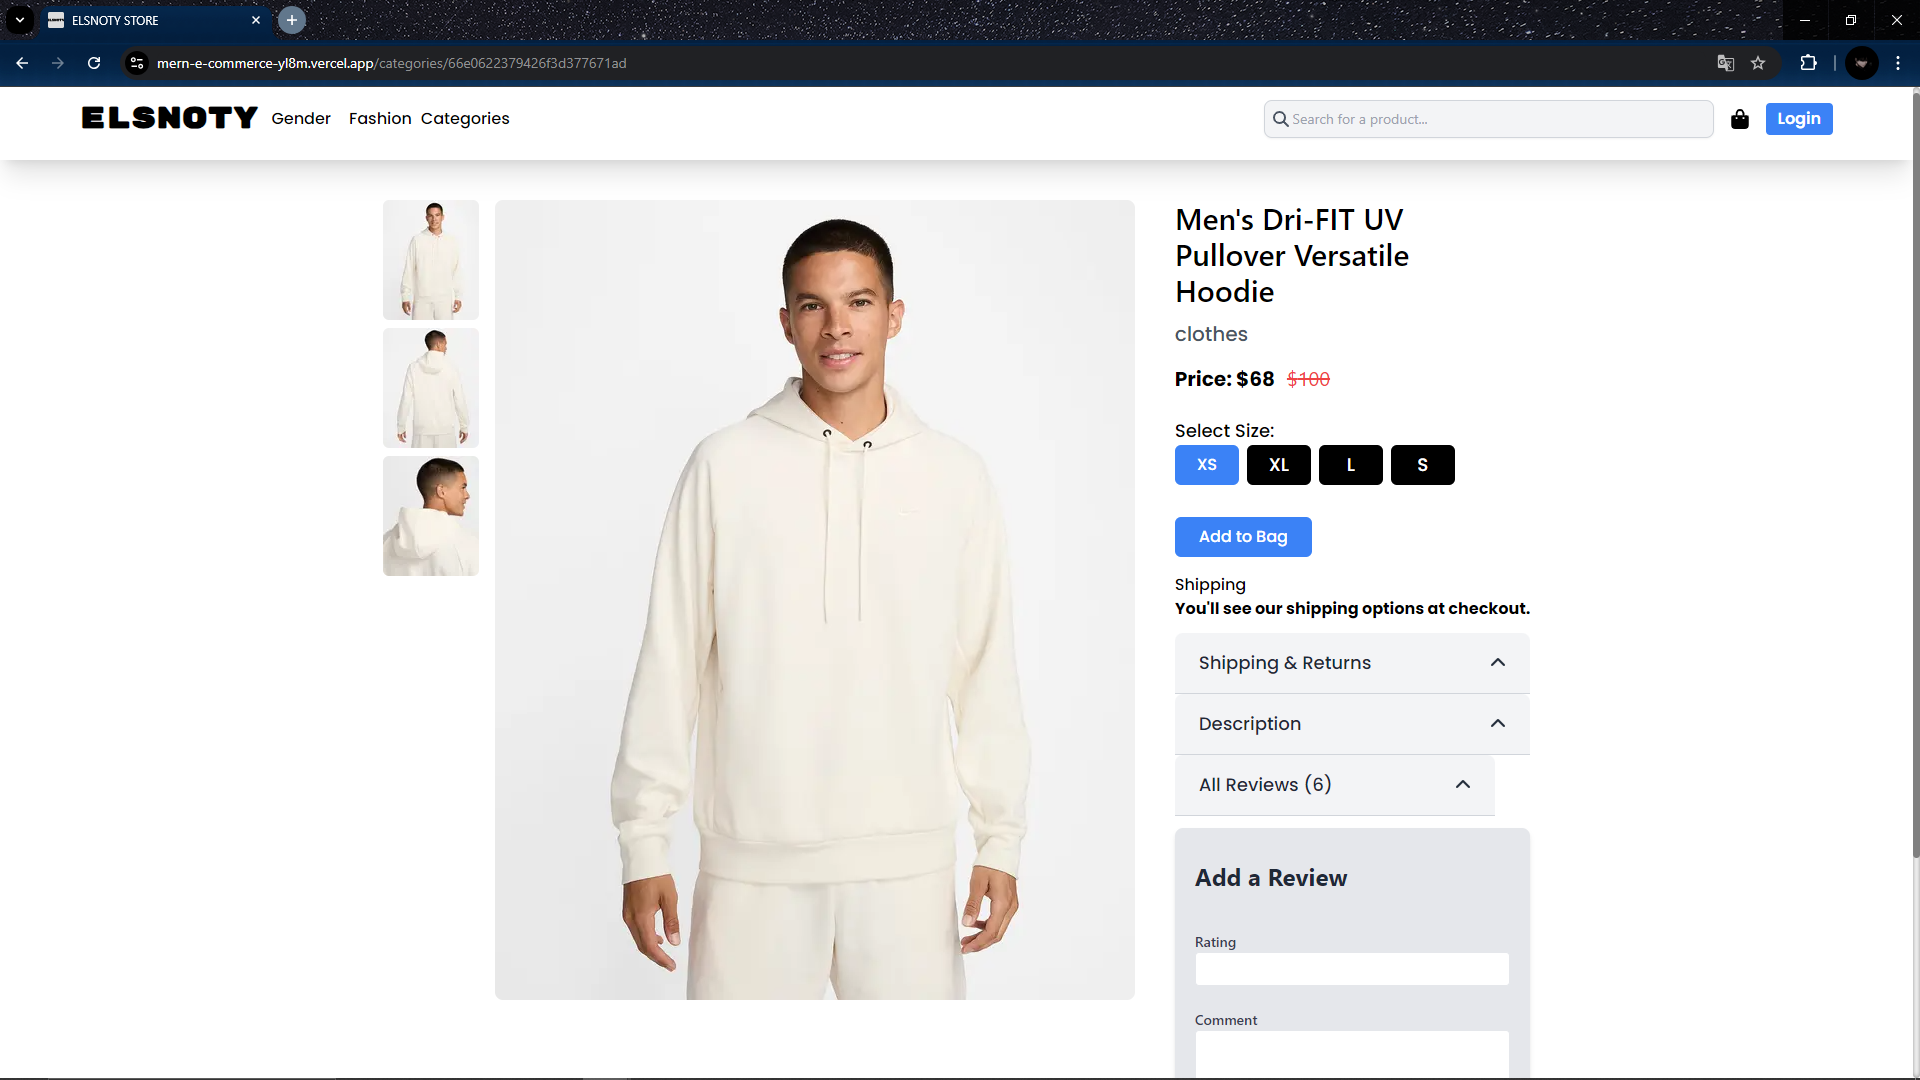 ELSNOTY STORE
mern-e-commerce-yl8m.vercel.app/categories/66e0622379426f3d377671ad
ELSNOTY Gender Fashion Categories
Search for a product...
Login
Men's Dri-FIT UV
Pullover Versatile
Hoodie
clothes
Price: $68 $100
Select Size:
XS XL L S
Add to Bag
Shipping
You'll see our shipping options at checkout.
Shipping & Returns
Description
All Reviews (6)
Add a Review
Rating
Comment